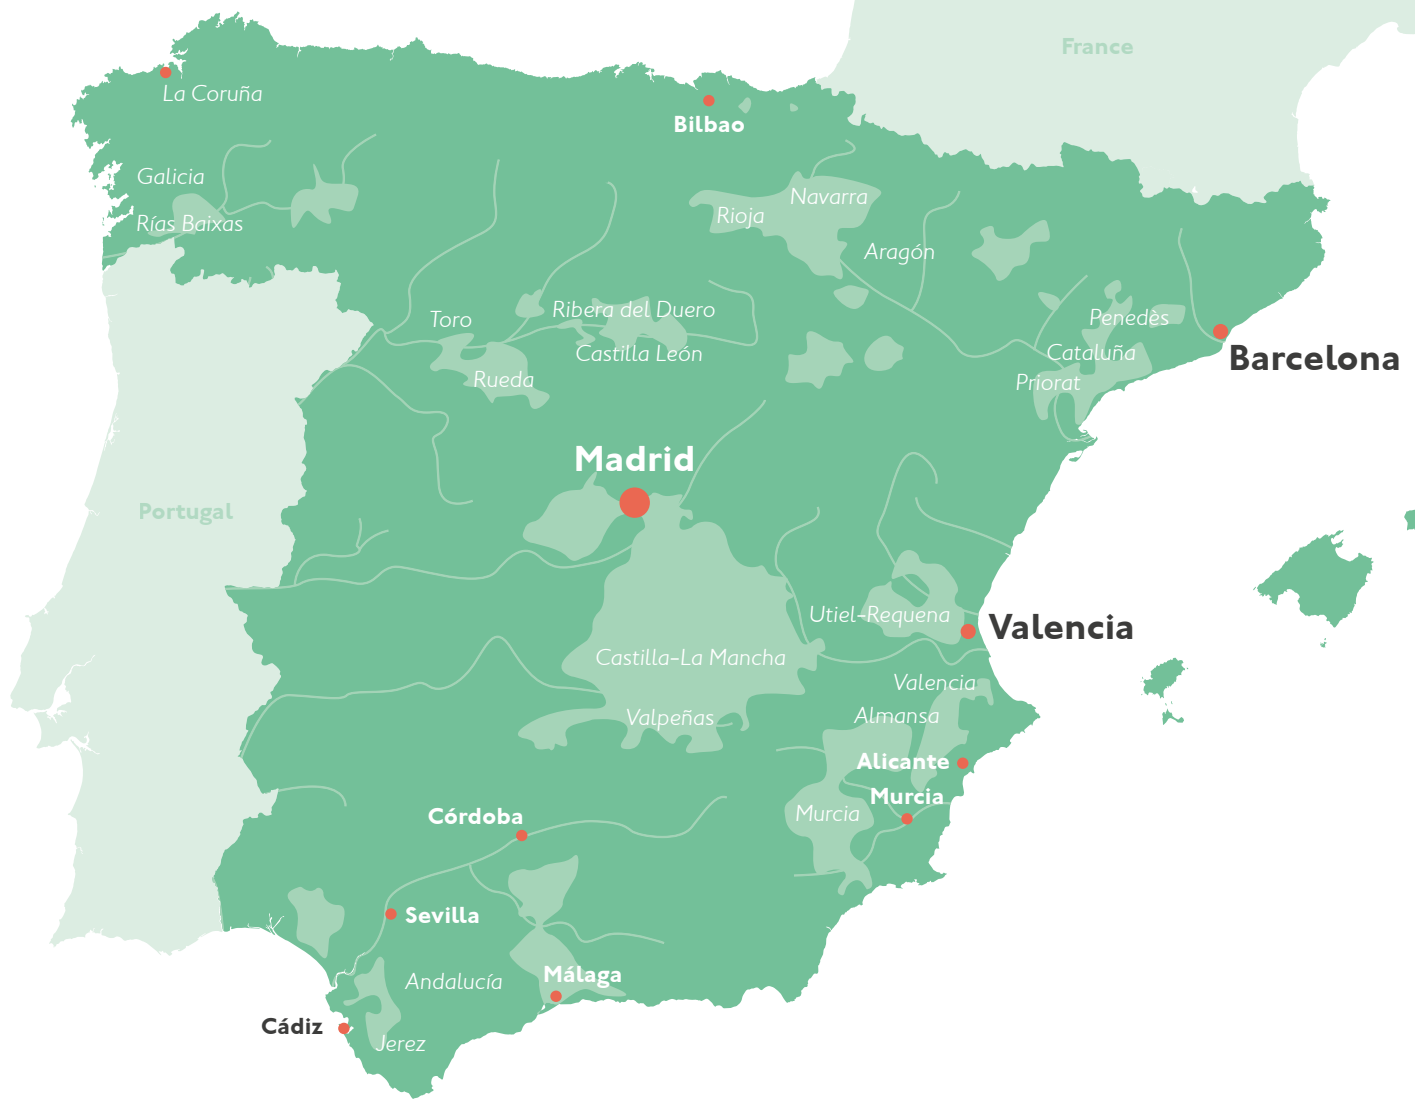 France
La Coruña
Bilbao
Galicia
Navarra
Rioja
Rías Baixas
Aragón
Ribera del Duero
Toro
Penedès
Castilla León
Cataluña
Barcelona
Rueda
Priorat
Madrid
Portugal
Utiel-Requena
Valencia
Castilla-La Mancha
Valencia
Valpeñas
Almansa
Alicante
Murcia
Murcia
Córdoba
Sevilla
Málaga
Andalucía
Cádiz
Jerez